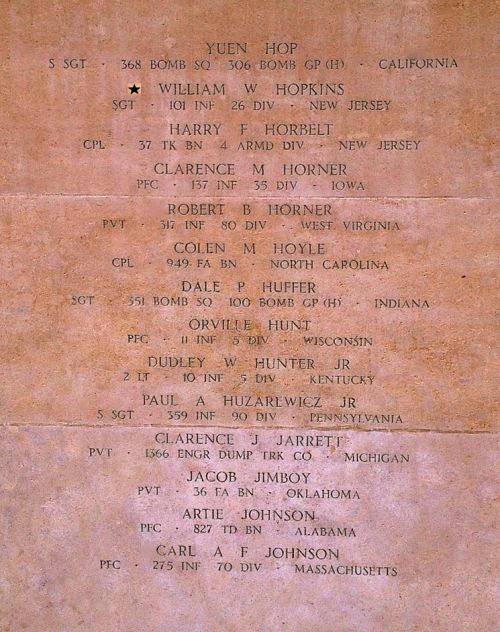 YUEN HOP
S SGT · 368 BOMB SQ 306 BOMB GP (H) · CALIFORNIA
★ WILLIAM W HOPKINS
SGT · 101 INF 26 DIV · NEW JERSEY
HARRY F HORBELT
CPL · 37 TK BN 4 ARMD DIV · NEW JERSEY
CLARENCE M HORNER
PFC · 137 INF 35 DIV · IOWA
ROBERT B HORNER
PVT · 317 INF 80 DIV · WEST VIRGINIA
COLEN M HOYLE
CPL · 949 FA BN · NORTH CAROLINA
DALE P HUFFER
SGT · 351 BOMB SQ 100 BOMB GP (H) · INDIANA
ORVILLE HUNT
PFC · 11 INF 5 DIV · WISCONSIN
DUDLEY W HUNTER JR
2 LT · 10 INF 5 DIV · KENTUCKY
PAUL A HUZAREWICZ JR
S SGT · 359 INF 90 DIV · PENNSYLVANIA
CLARENCE J JARRETT
PVT · 1366 ENGR DUMP TRK CO · MICHIGAN
JACOB JIMBOY
PVT · 36 FA BN · OKLAHOMA
ARTIE JOHNSON
PFC · 827 TD BN · ALABAMA
CARL A F JOHNSON
PFC · 275 INF 70 DIV · MASSACHUSETTS